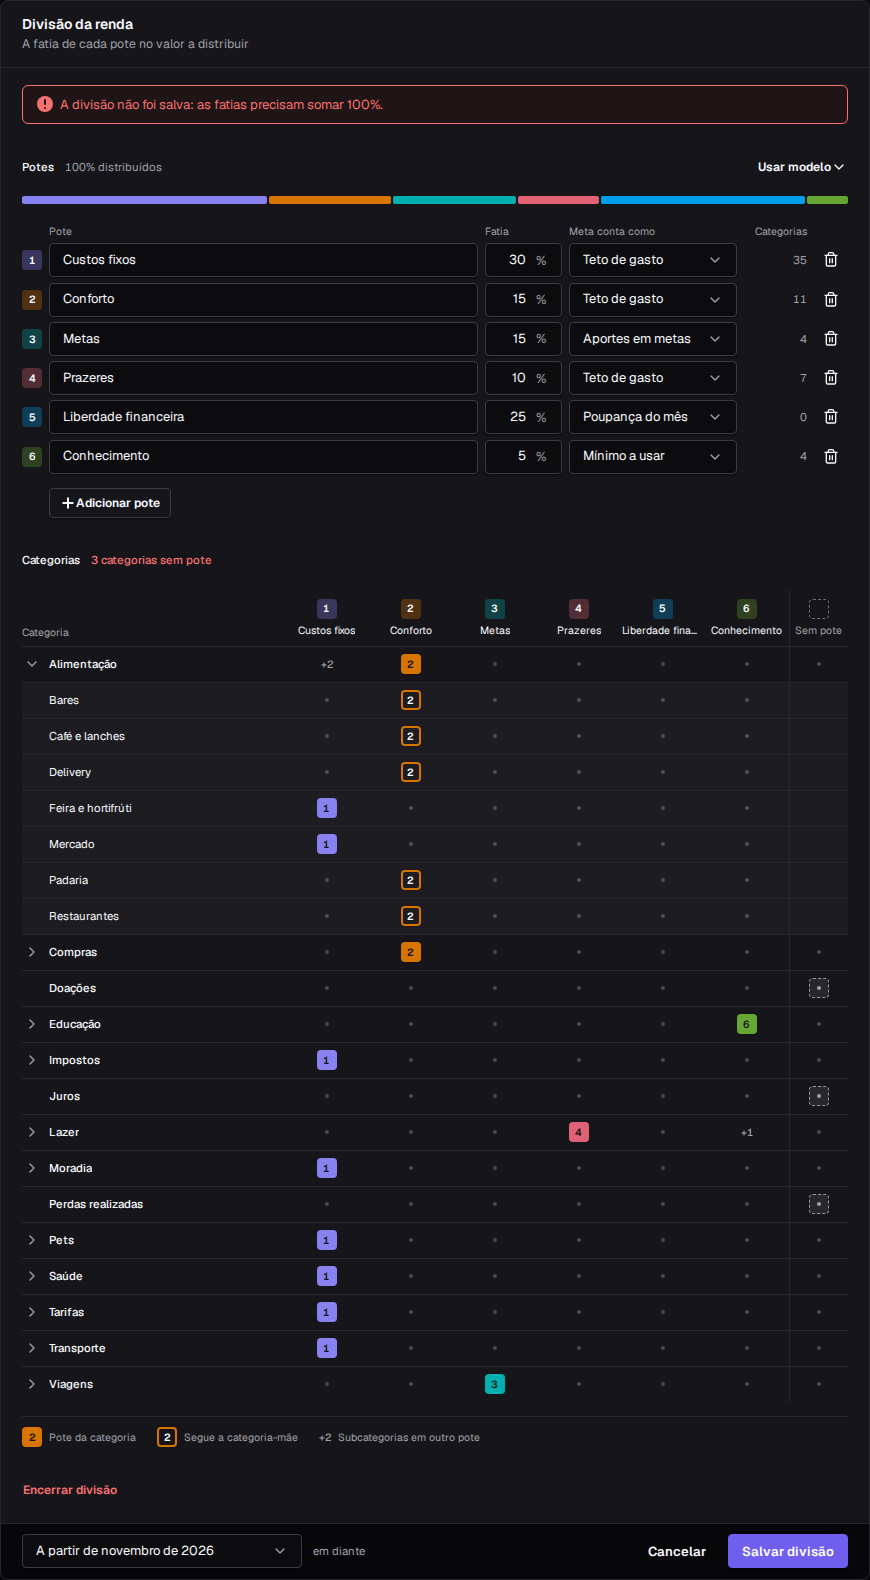 Divisão da renda
A fatia de cada pote no valor a distribuir
A divisão não foi salva: as fatias precisam somar 100%.
Potes 100% distribuídos Usar modelo
Pote Fatia Meta conta como Categorias
1 Custos fixos 30 % Teto de gasto 35
2 Conforto 15 % Teto de gasto 11
3 Metas 15 % Aportes em metas 4
4 Prazeres 10 % Teto de gasto 7
5 Liberdade financeira 25 % Poupança do mês 0
6 Conhecimento 5 % Mínimo a usar 4
Adicionar pote
Categorias 3 categorias sem pote
1 2 3 4 5 6
Categoria Custos fixos Conforto Metas Prazeres Liberdade fina... Conhecimento Sem pote
Alimentação +2 2
Bares 2
Café e lanches 2
Delivery 2
Feira e hortifrúti 1
Mercado 1
Padaria 2
Restaurantes 2
Compras 2
Doações
Educação 6
Impostos 1
Juros
Lazer 4 +1
Moradia 1
Perdas realizadas
Pets 1
Saúde 1
Tarifas 1
Transporte 1
Viagens 3
2 Pote da categoria 2 Segue a categoria-mãe +2 Subcategorias em outro pote
Encerrar divisão
A partir de novembro de 2026 em diante Cancelar Salvar divisão